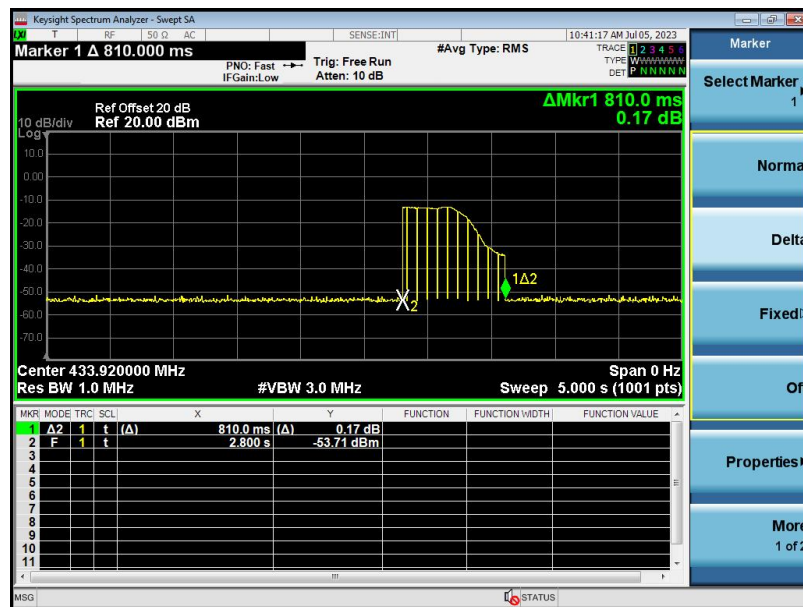 Keysight Spectrum Analyzer - Swept SA
LXI T RF 50 Ω AC SENSE:INT 10:41:17 AM Jul 05, 2023
Marker 1 Δ 810.000 ms
PNO: Fast
IFGain:Low
Trig: Free Run
Atten: 10 dB
#Avg Type: RMS
TRACE 1 2 3 4 5 6
TYPE W
DET P N N N N N
Ref Offset 20 dB
10 dB/div Ref 20.00 dBm
ΔMkr1 810.0 ms
0.17 dB
Log
10.0
0.00
-10.0
-20.0
-30.0
-40.0
-50.0
-60.0
-70.0
2
1Δ2
Center 433.920000 MHz Span 0 Hz
Res BW 1.0 MHz #VBW 3.0 MHz Sweep 5.000 s (1001 pts)
MKR MODE TRC SCL X Y FUNCTION FUNCTION WIDTH FUNCTION VALUE
1 Δ2 1 t (Δ) 810.0 ms (Δ) 0.17 dB
2 F 1 t 2.800 s -53.71 dBm
3
4
5
6
7
8
9
10
11
MSG STATUS
Marker
Select Marker
1
Norma
Delta
Fixed
Of
Properties
More
1 of 2